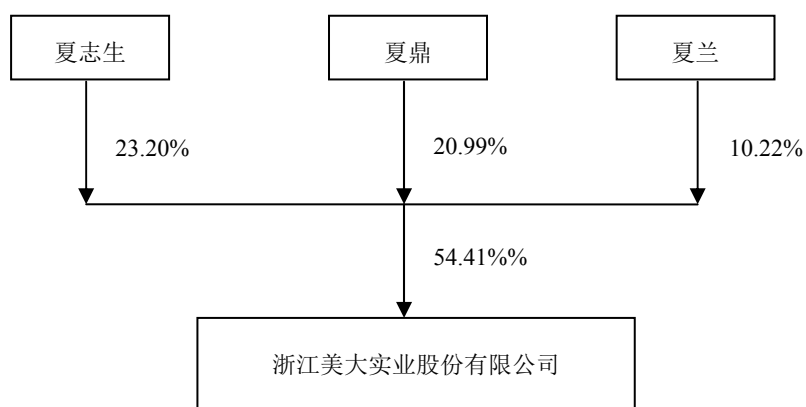 夏志生
夏鼎
夏兰
23.20%
20.99%
10.22%
54.41%%
浙江美大实业股份有限公司